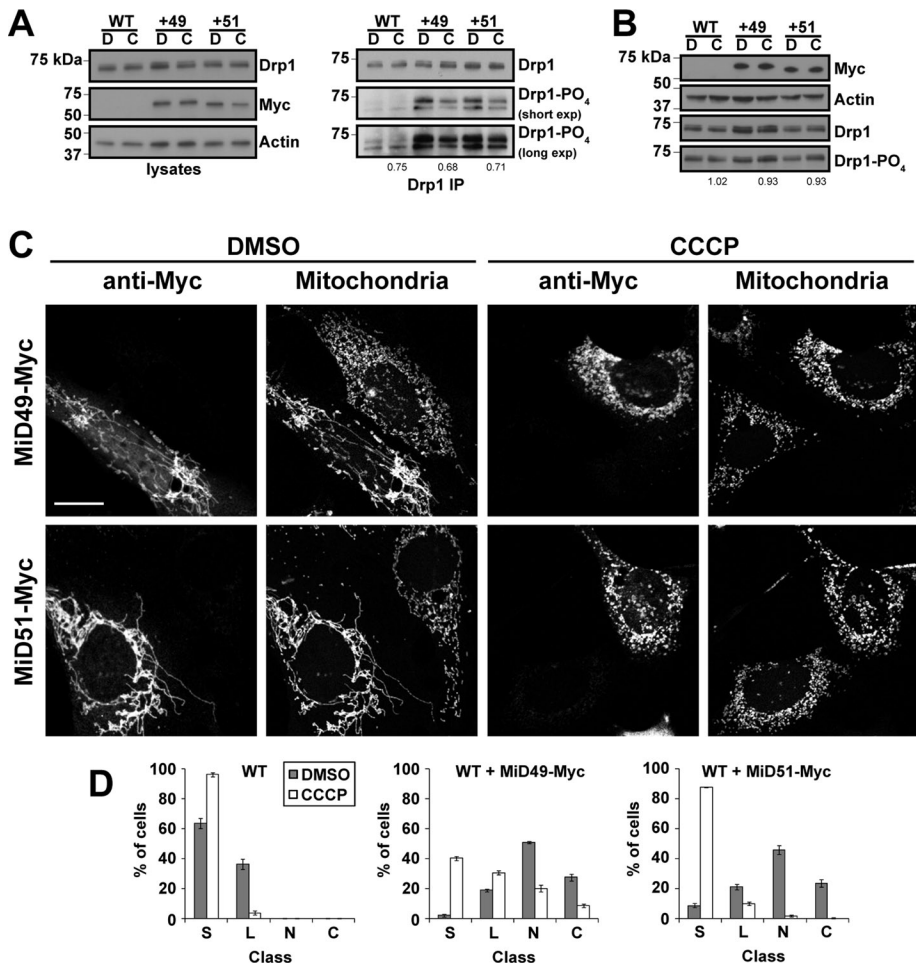 A
WT +49 +51
D C D C D C
75 kDa Drp1
75
50 Myc
50
37 Actin
lysates
WT +49 +51
D C D C D C
75 Drp1
75 Drp1-PO4
(short exp)
75 Drp1-PO4
(long exp)
0.75 0.68 0.71
Drp1 IP
B
WT +49 +51
D C D C D C
75 kDa Myc
50
50 Actin
37
75 Drp1
75 Drp1-PO4
1.02 0.93 0.93
C
DMSO CCCP
anti-Myc Mitochondria anti-Myc Mitochondria
MiD49-Myc
MiD51-Myc
D
WT
DMSO
CCCP
% of cells
100
80
60
40
20
0
S L N C
Class
WT + MiD49-Myc
% of cells
100
80
60
40
20
0
S L N C
Class
WT + MiD51-Myc
% of cells
100
80
60
40
20
0
S L N C
Class